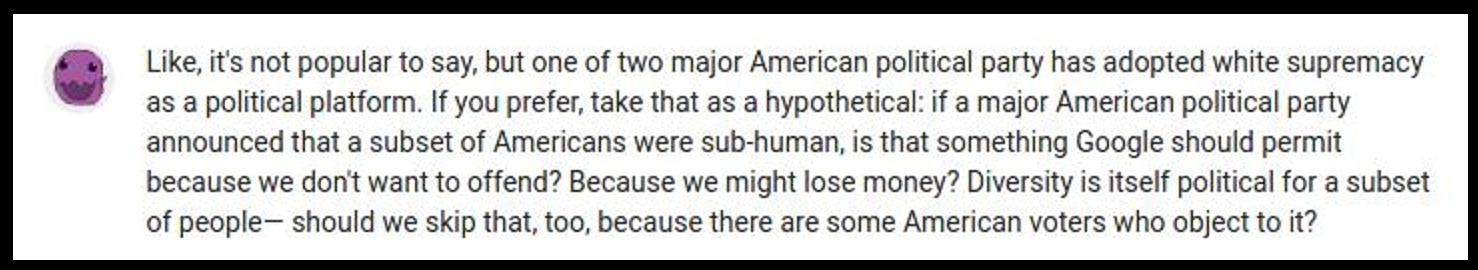 Like, it's not popular to say, but one of two major American political party has adopted white supremacy
as a political platform. If you prefer, take that as a hypothetical: if a major American political party
announced that a subset of Americans were sub-human, is that something Google should permit
because we don't want to offend? Because we might lose money? Diversity is itself political for a subset
of people— should we skip that, too, because there are some American voters who object to it?